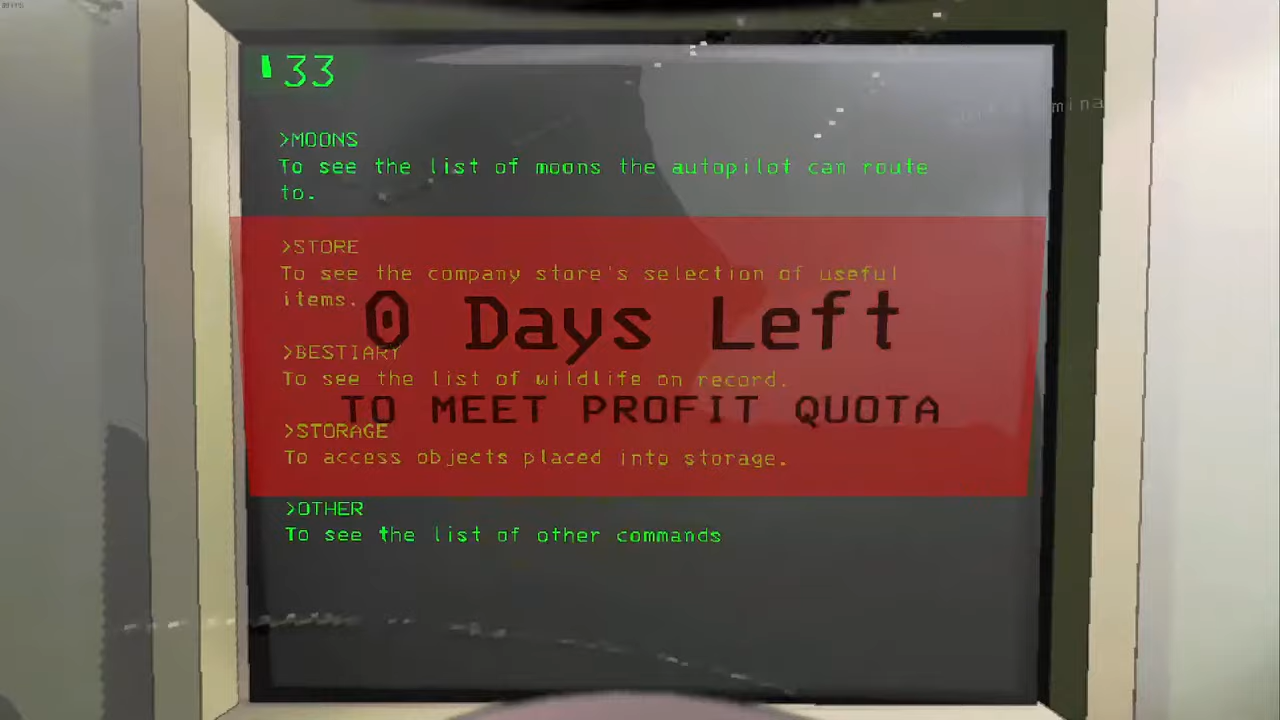 33
>MOONS
To see the list of moons the autopilot can route
to.
>STORE
To see the company store's selection of useful
items.
0 Days Left
>BESTIARY
To see the list of wildlife on record.
TO MEET PROFIT QUOTA
>STORAGE
To access objects placed into storage.
>OTHER
To see the list of other commands